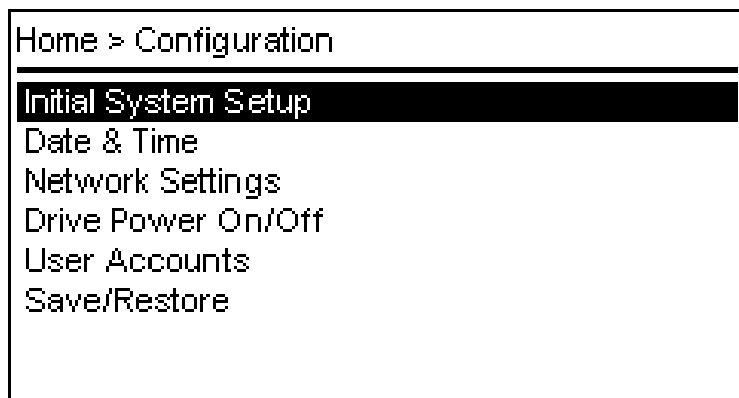 Home > Configuration
Initial System Setup
Date & Time
Network Settings
Drive Power On/Off
User Accounts
Save/Restore